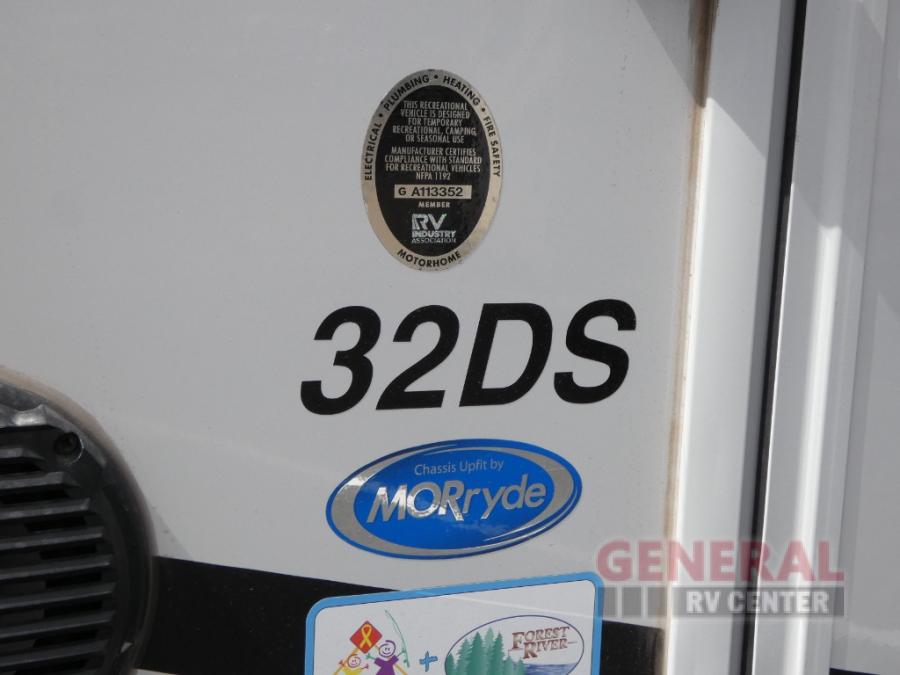 ELECTRICAL • PLUMBING • HEATING • FIRE SAFETY
THIS RECREATIONAL
VEHICLE IS DESIGNED
FOR TEMPORARY
RECREATIONAL, CAMPING,
OR SEASONAL USE
MANUFACTURER CERTIFIES
COMPLIANCE WITH STANDARD
FOR RECREATIONAL VEHICLES
NFPA 1192
G A113352
MEMBER
RV
INDUSTRY
ASSOCIATION
MOTORHOME
32DS
Chassis Upfit by
MORryde
GENERAL
RV CENTER
FOREST
RIVER
+